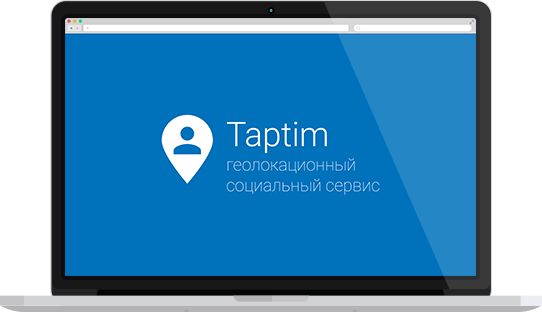 Taptim
геолокационный
социальный сервис